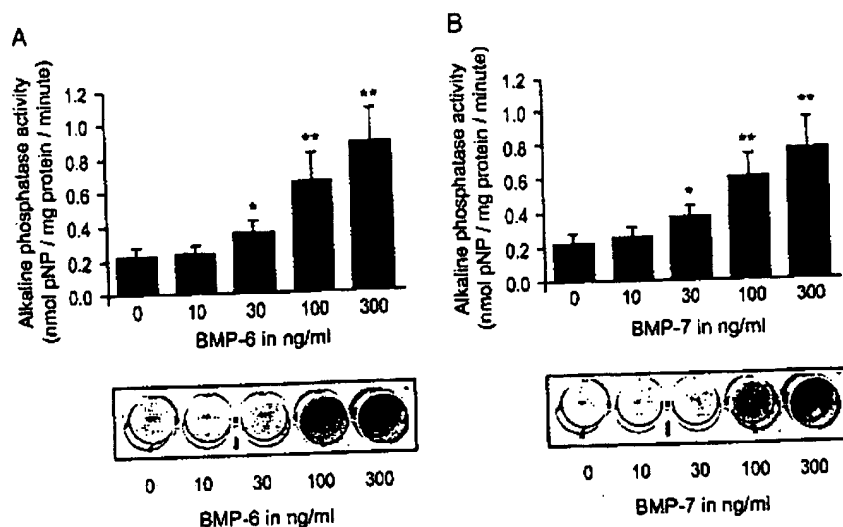 A
Alkaline phosphatase activity
(nmol pNP / mg protein / minute)
1.2
1.0
0.8
0.6
0.4
0.2
0.0
*
**
**
0 10 30 100 300
BMP-6 in ng/ml
0 10 30 100 300
BMP-6 in ng/ml
B
Alkaline phosphatase activity
(nmol pNP / mg protein / minute)
1.2
1.0
0.8
0.6
0.4
0.2
0.0
*
**
**
0 10 30 100 300
BMP-7 in ng/ml
0 10 30 100 300
BMP-7 in ng/ml